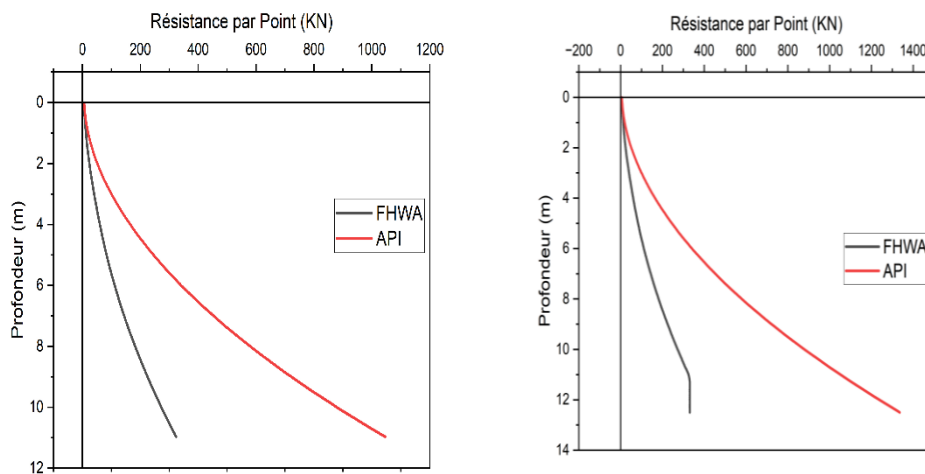 Résistance par Point (KN)
0 200 400 600 800 1000 1200
0
2
4
6
8
10
12
Profondeur (m)
FHWA
API
Résistance par Point (KN)
−200 0 200 400 600 800 1000 1200 1400
0
2
4
6
8
10
12
14
Profondeur (m)
FHWA
API